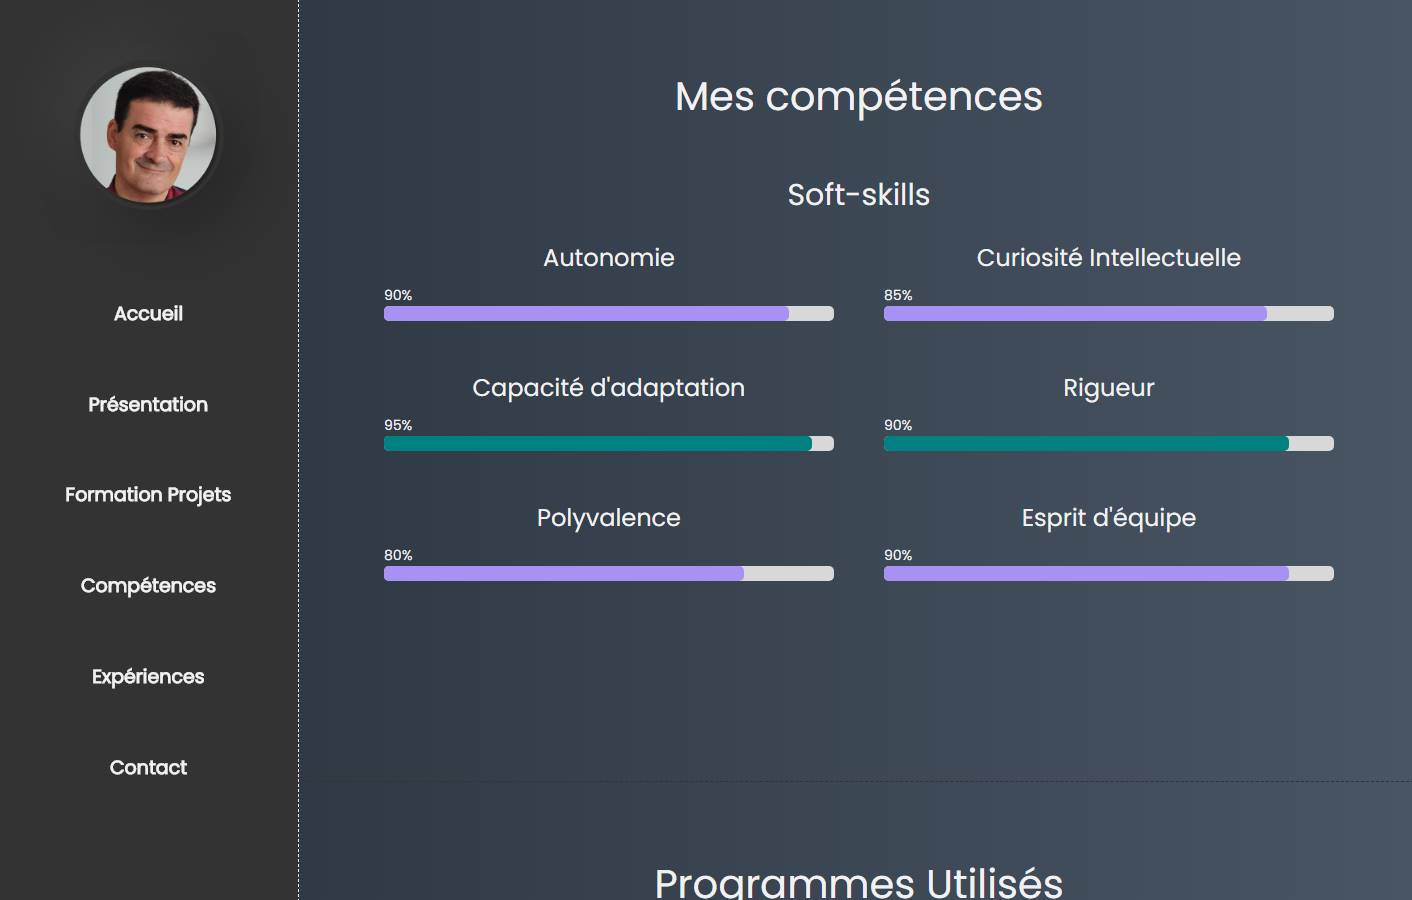 Accueil
Présentation
Formation Projets
Compétences
Expériences
Contact
Mes compétences
Soft-skills
Autonomie
90%
Curiosité Intellectuelle
85%
Capacité d'adaptation
95%
Rigueur
90%
Polyvalence
80%
Esprit d'équipe
90%
Programmes Utilisés